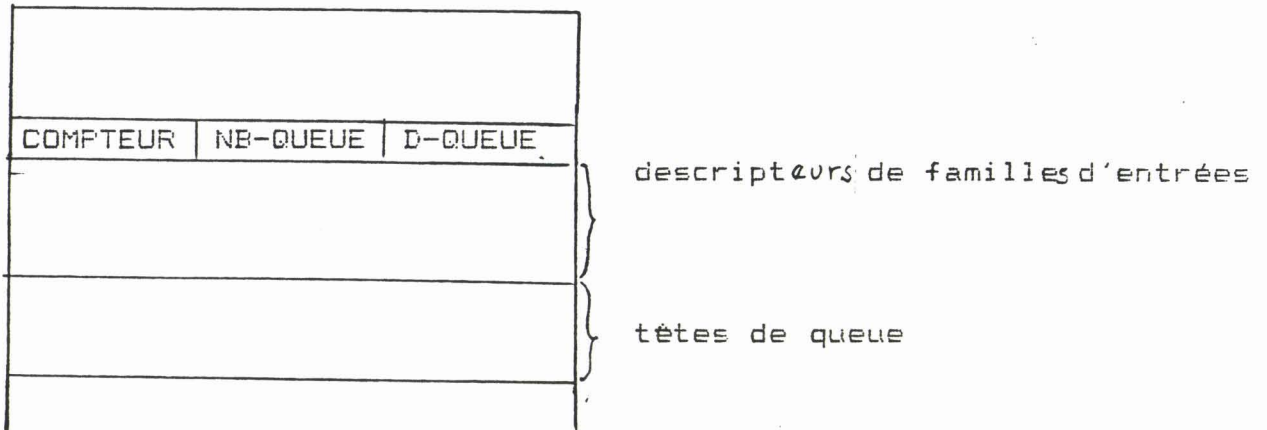 COMPTEUR NB-QUEUE D-QUEUE
descripteurs de familles d'entrées
têtes de queue